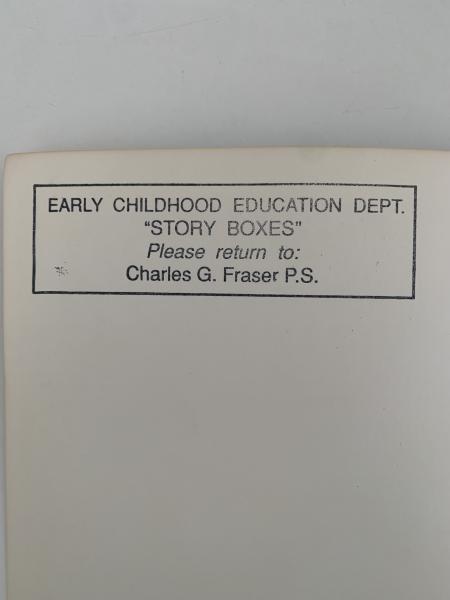 EARLY CHILDHOOD EDUCATION DEPT.
“STORY BOXES”
Please return to:
Charles G. Fraser P.S.